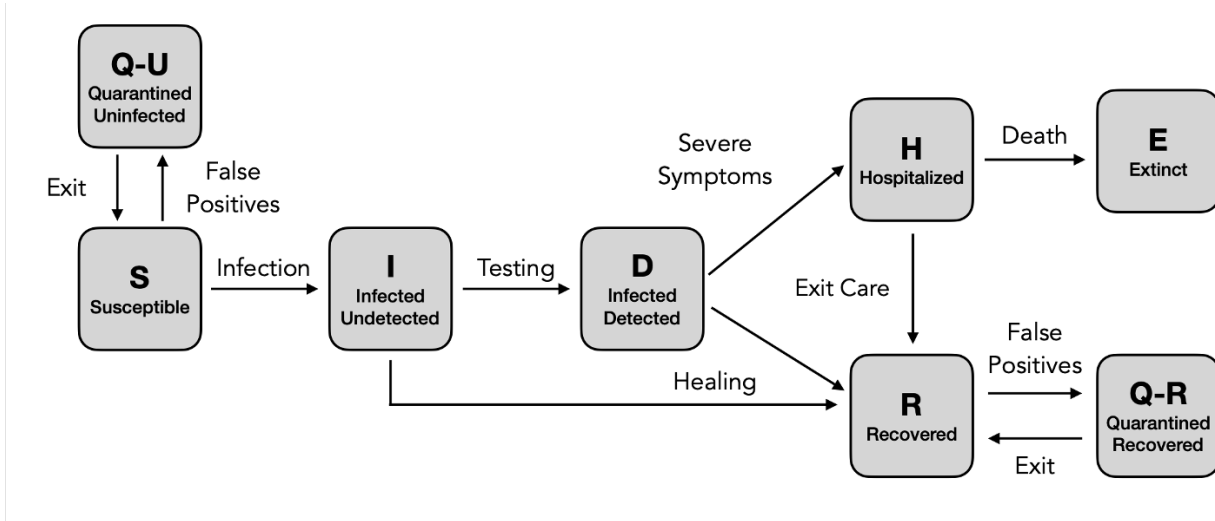 Q-U
Quarantined
Uninfected
Exit
False
Positives
S
Susceptible
Infection
I
Infected
Undetected
Testing
D
Infected
Detected
Severe
Symptoms
H
Hospitalized
Death
E
Extinct
Exit Care
Healing
R
Recovered
False
Positives
Q-R
Quarantined
Recovered
Exit